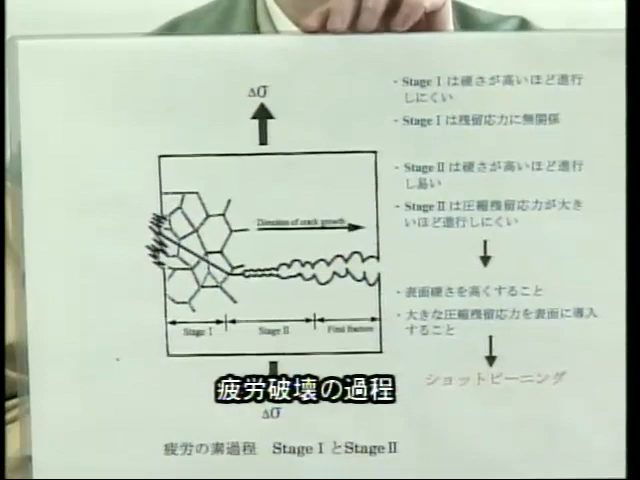 Δσ
Direction of crack growth
Stage Ⅰ
Stage Ⅱ
Final fracture
Δσ
疲労の素過程 Stage Ⅰ とStage Ⅱ
・Stage Ⅰ は硬さが高いほど進行
しにくい
・Stage Ⅰ は残留応力に無関係
・Stage Ⅱ は硬さが高いほど進行
し易い
・Stage Ⅱ は圧縮残留応力が大き
いほど進行しにくい
・表面硬さを高くすること
・大きな圧縮残留応力を表面に導入
すること
ショットピーニング
疲労破壊の過程